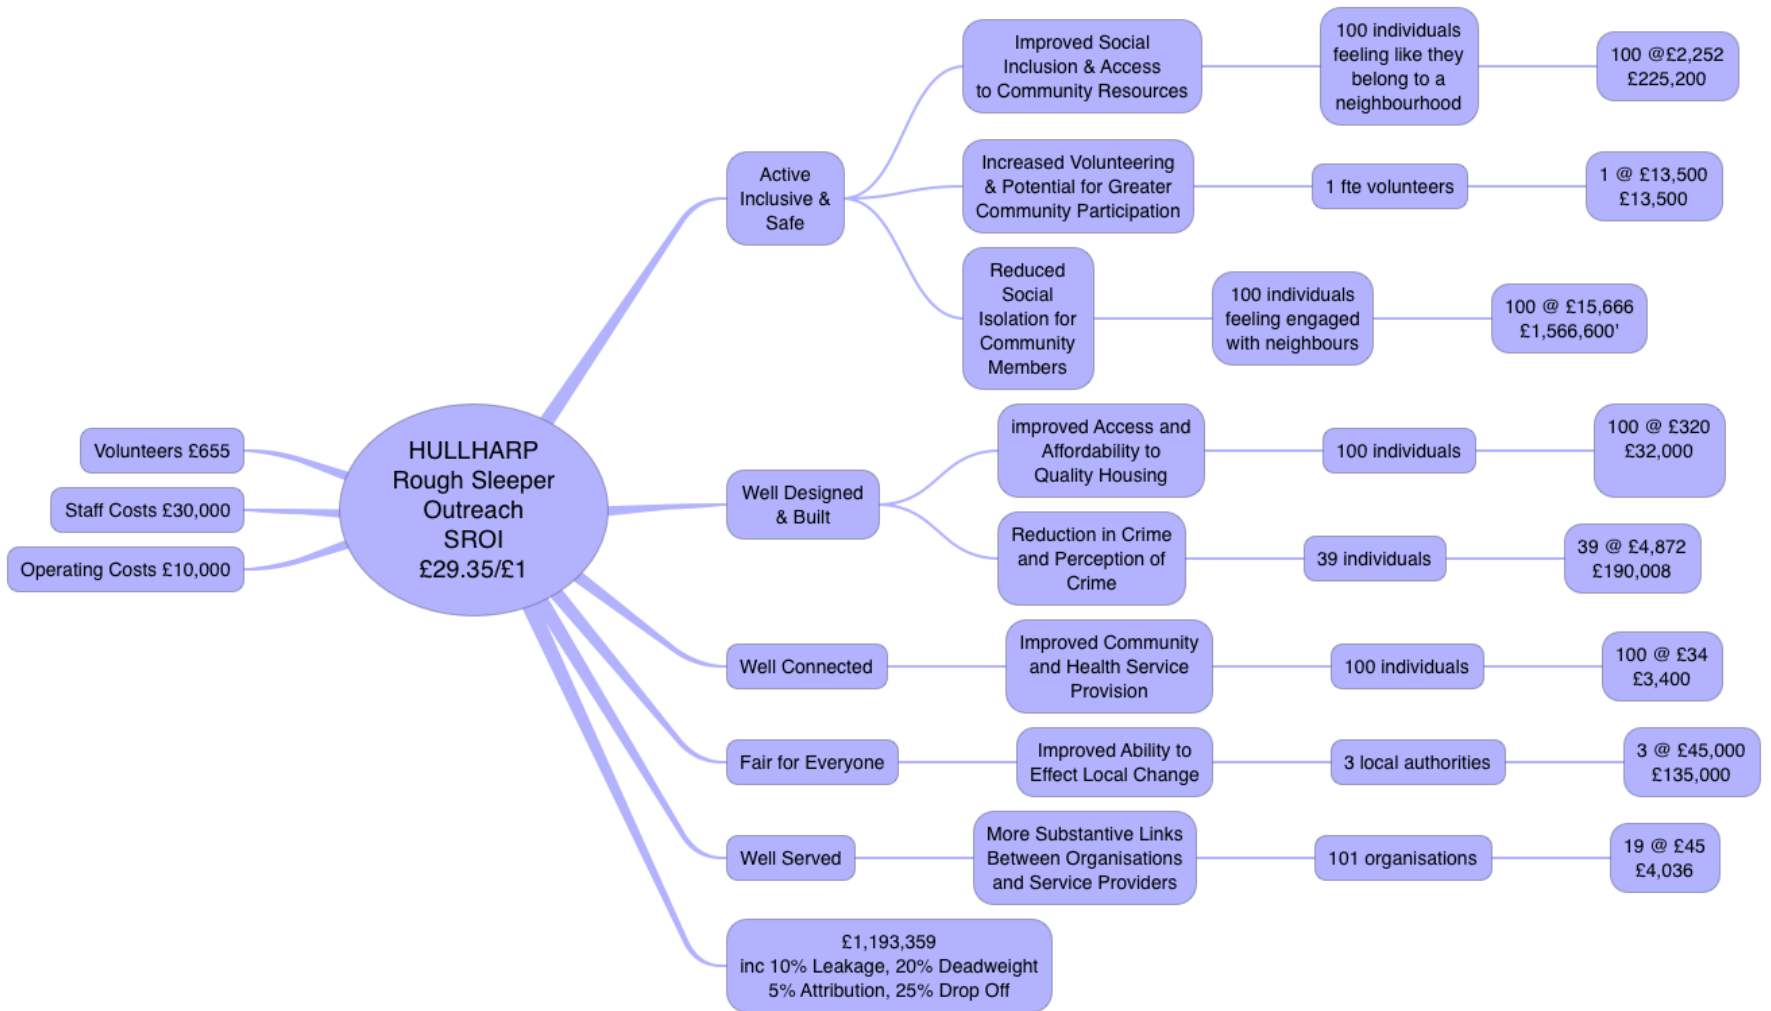 Volunteers £655
Staff Costs £30,000
Operating Costs £10,000
HULLHARP
Rough Sleeper
Outreach
SROI
£29.35/£1
Active
Inclusive &
Safe
Improved Social
Inclusion & Access
to Community Resources
100 individuals
feeling like they
belong to a
neighbourhood
100 @£2,252
£225,200
Increased Volunteering
& Potential for Greater
Community Participation
1 fte volunteers
1 @ £13,500
£13,500
Reduced
Social
Isolation for
Community
Members
100 individuals
feeling engaged
with neighbours
100 @ £15,666
£1,566,600'
Well Designed
& Built
improved Access and
Affordability to
Quality Housing
100 individuals
100 @ £320
£32,000
Reduction in Crime
and Perception of
Crime
39 individuals
39 @ £4,872
£190,008
Well Connected
Improved Community
and Health Service
Provision
100 individuals
100 @ £34
£3,400
Fair for Everyone
Improved Ability to
Effect Local Change
3 local authorities
3 @ £45,000
£135,000
Well Served
More Substantive Links
Between Organisations
and Service Providers
101 organisations
19 @ £45
£4,036
£1,193,359
inc 10% Leakage, 20% Deadweight
5% Attribution, 25% Drop Off